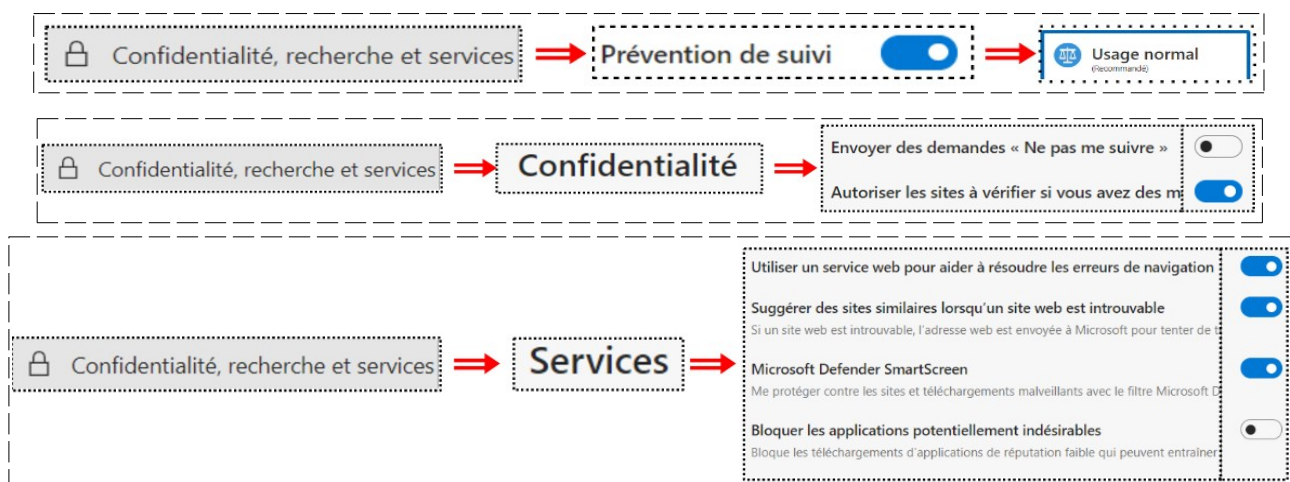 Confidentialité, recherche et services
Prévention de suivi
Usage normal
(Recommandé)
Confidentialité, recherche et services
Confidentialité
Envoyer des demandes « Ne pas me suivre »
Autoriser les sites à vérifier si vous avez des m
Confidentialité, recherche et services
Services
Utiliser un service web pour aider à résoudre les erreurs de navigation
Suggérer des sites similaires lorsqu'un site web est introuvable
Si un site web est introuvable, l'adresse web est envoyée à Microsoft pour tenter de t
Microsoft Defender SmartScreen
Me protéger contre les sites et téléchargements malveillants avec le filtre Microsoft D
Bloquer les applications potentiellement indésirables
Bloque les téléchargements d'applications de réputation faible qui peuvent entraîner